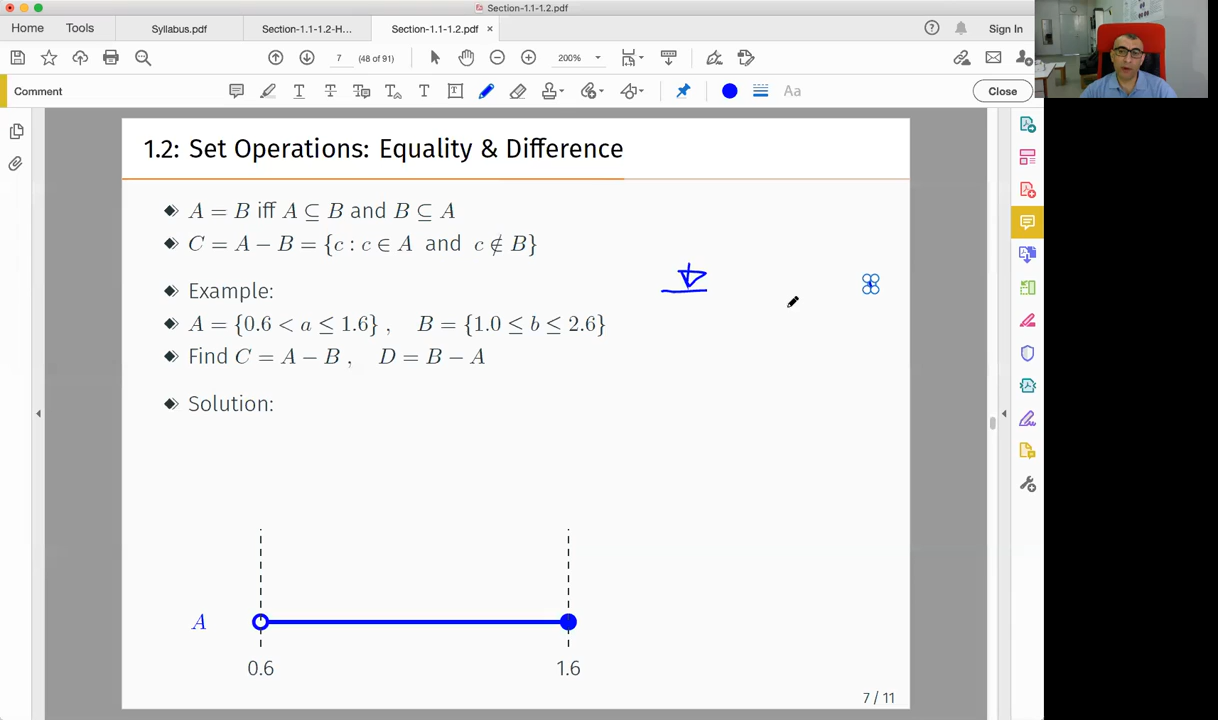 Section-1.1-1.2.pdf
Home Tools Syllabus.pdf Section-1.1-1.2-H... Section-1.1-1.2.pdf × Sign In
7 (48 of 91) 200%
Comment Aa Close
1.2: Set Operations: Equality & Difference
◆ A = B iff A ⊆ B and B ⊆ A
◆ C = A − B = {c : c ∈ A and c ∉ B}
◆ Example:
◆ A = {0.6 < a ≤ 1.6} , B = {1.0 ≤ b ≤ 2.6}
◆ Find C = A − B , D = B − A
◆ Solution:
A
0.6 1.6
7 / 11